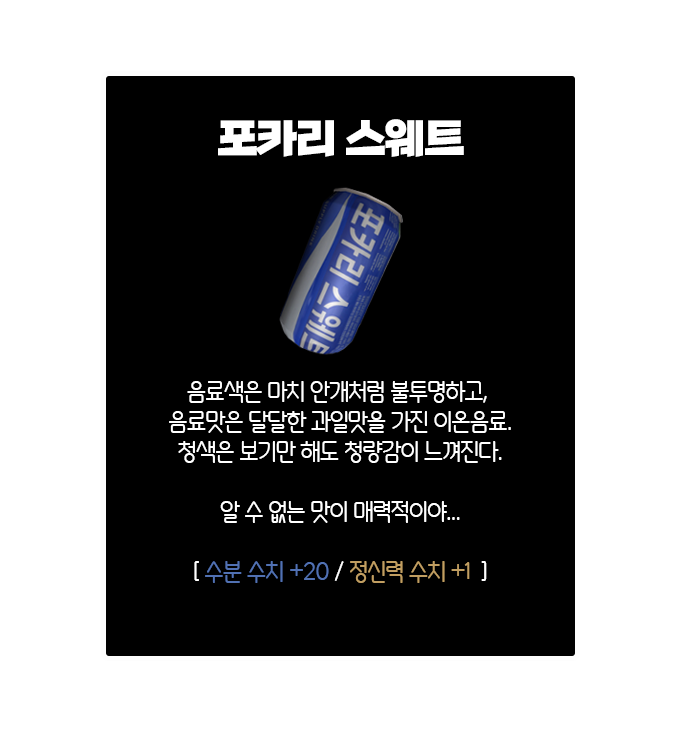 포카리 스웨트
포카리 스웨트
음료색은 마치 안개처럼 불투명하고,
음료맛은 달달한 과일맛을 가진 이온음료.
청색은 보기만 해도 청량감이 느껴진다.
알 수 없는 맛이 매력적이야...
[ 수분 수치 +20 / 정신력 수치 +1 ]